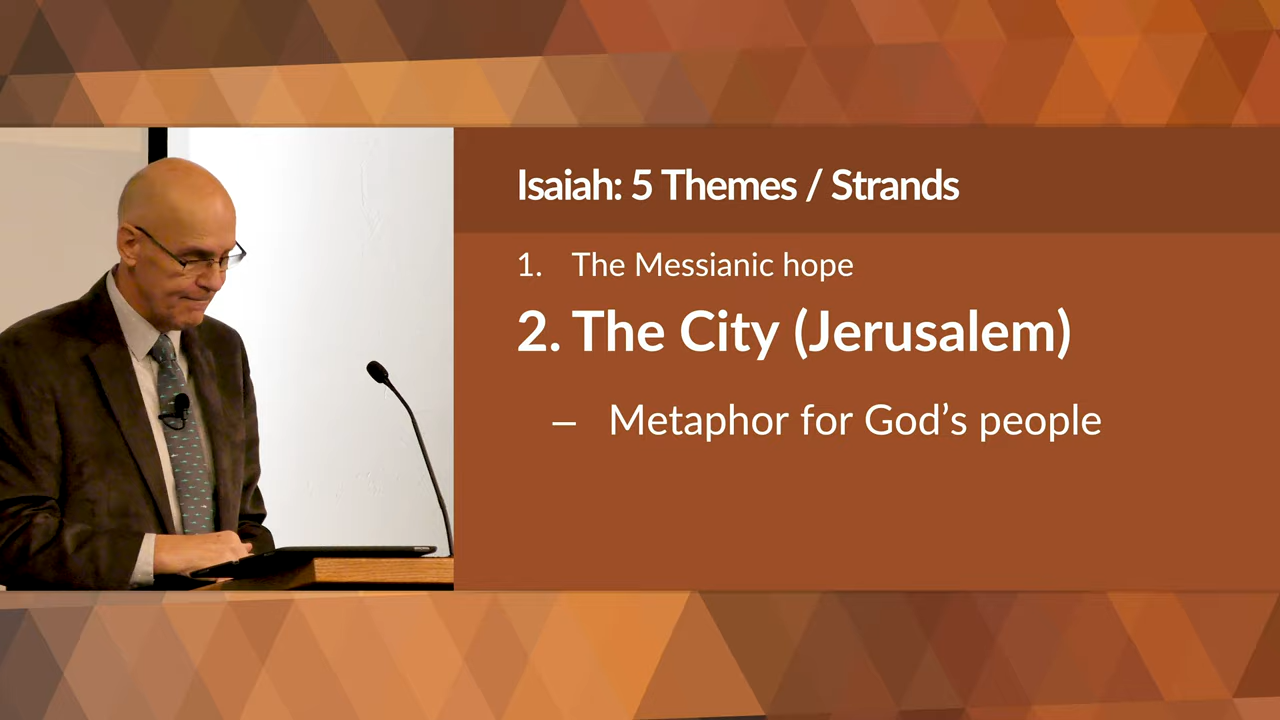 Isaiah: 5 Themes / Strands
1. The Messianic hope
2. The City (Jerusalem)
– Metaphor for God’s people